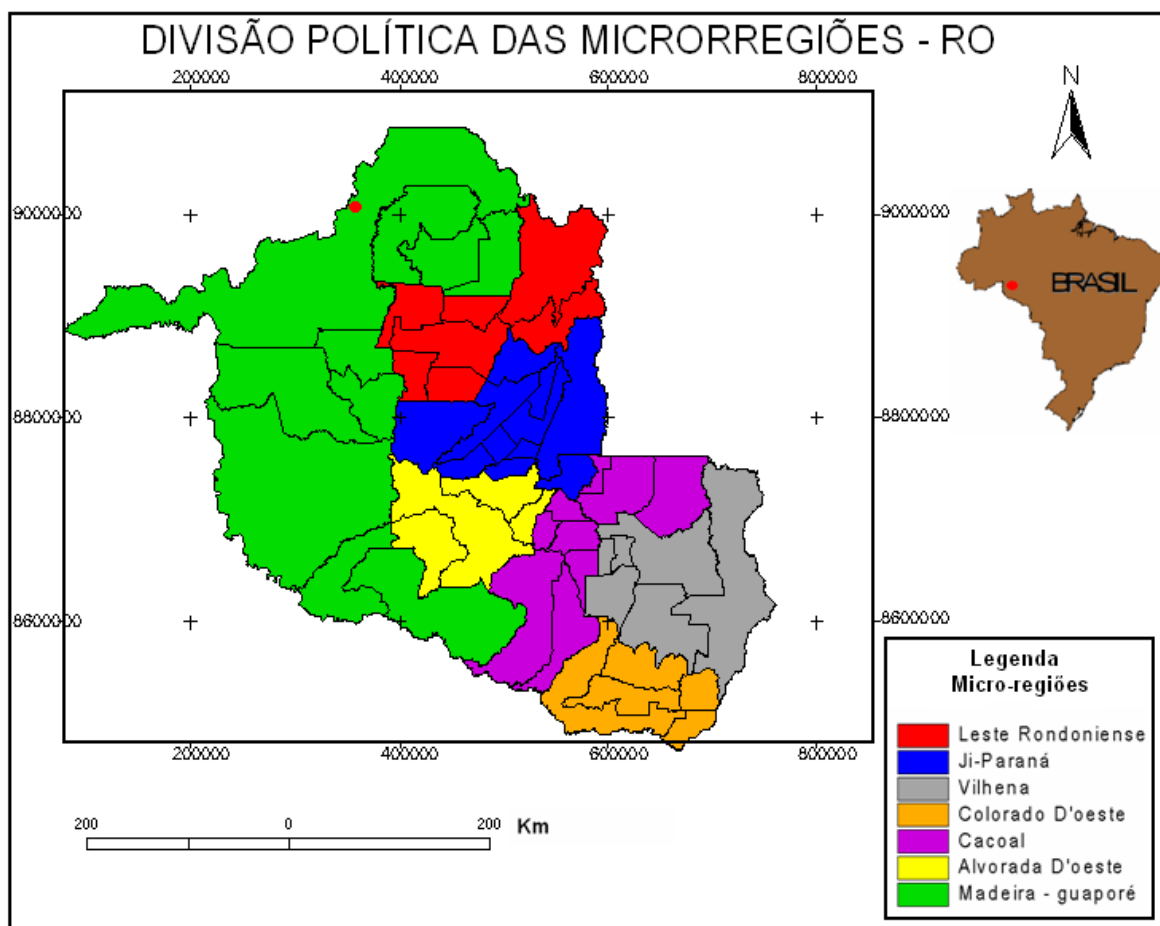 DIVISÃO POLÍTICA DAS MICRORREGIÕES - RO
200000 400000 600000 800000
N
9000000 9000000
BRASIL
8800000 8800000
8600000 8600000
200000 400000 600000 800000
200 0 200 Km
Legenda
Micro-regiões
Leste Rondoniense
Ji-Paraná
Vilhena
Colorado D'oeste
Cacoal
Alvorada D'oeste
Madeira - guaporé